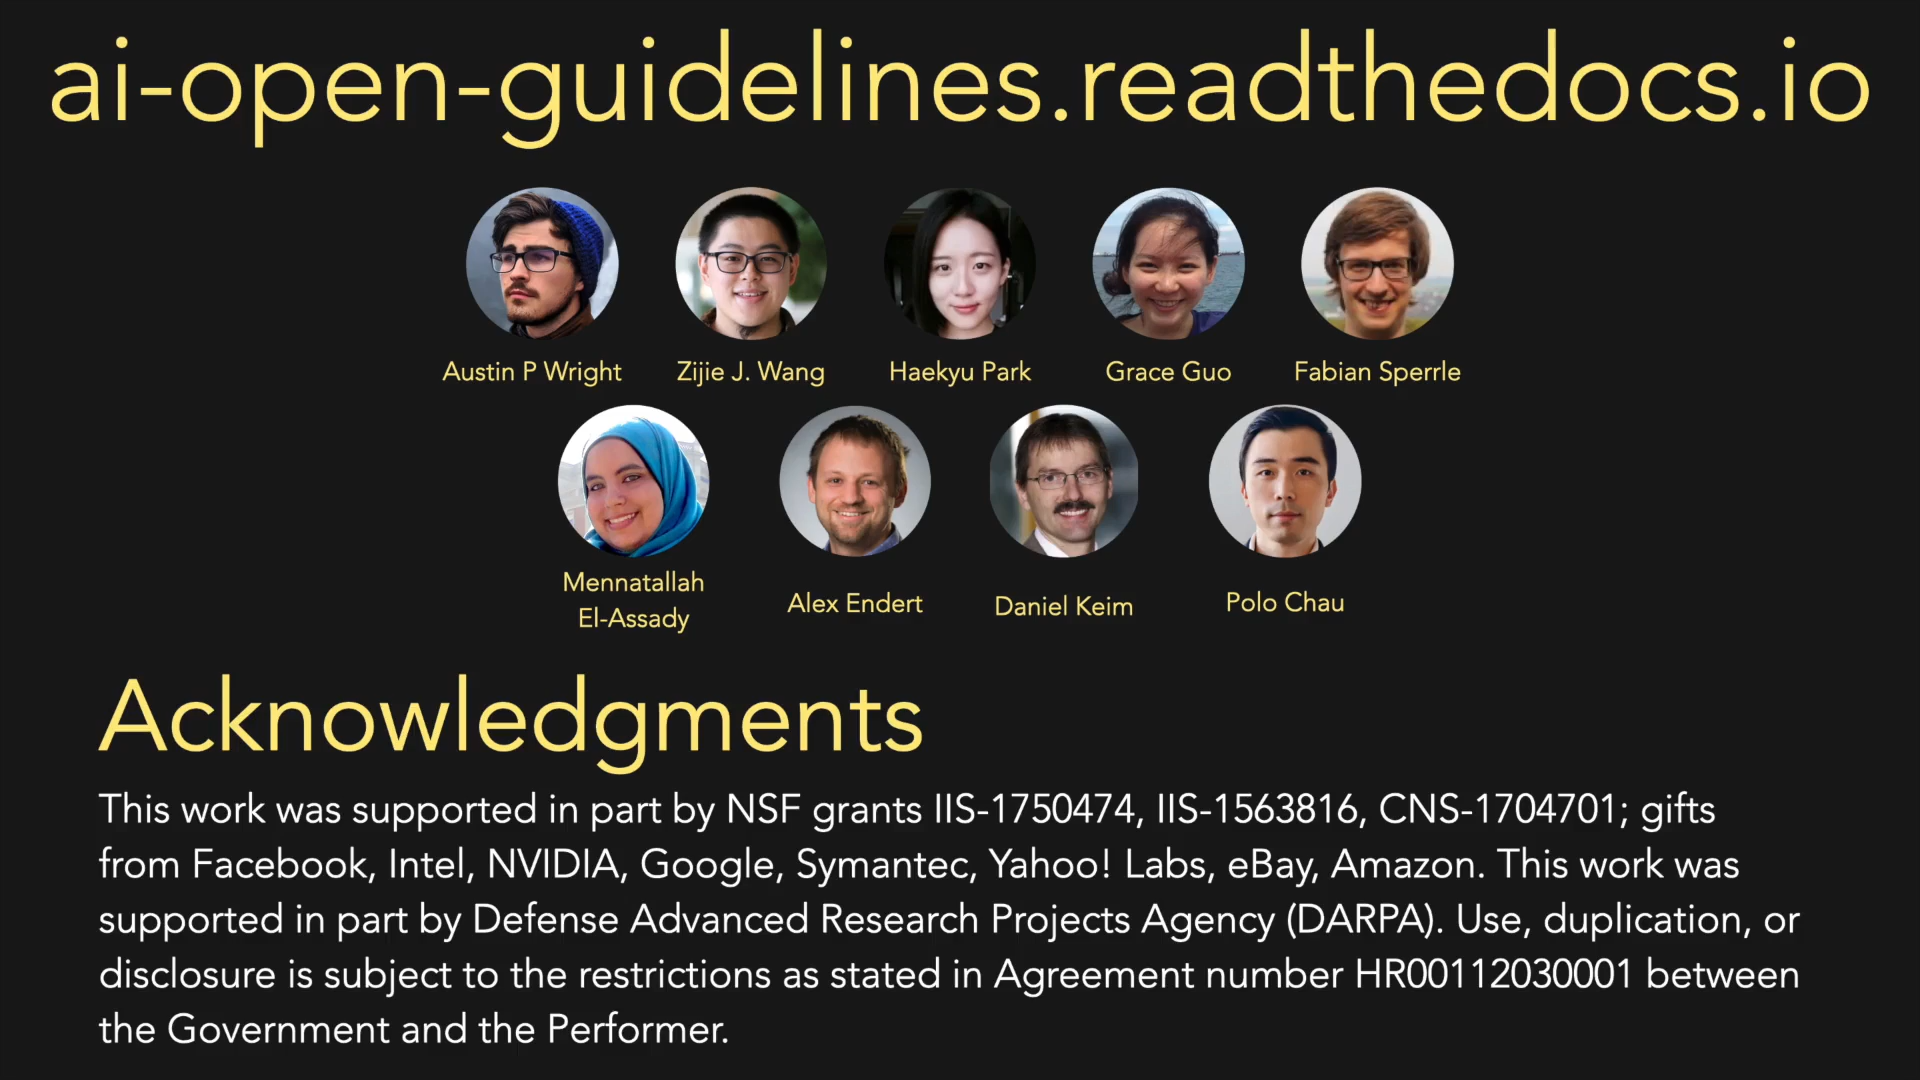 ai-open-guidelines.readthedocs.io
Austin P Wright
Zijie J. Wang
Haekyu Park
Grace Guo
Fabian Sperrle
Mennatallah
El-Assady
Alex Endert
Daniel Keim
Polo Chau
Acknowledgments
This work was supported in part by NSF grants IIS-1750474, IIS-1563816, CNS-1704701; gifts
from Facebook, Intel, NVIDIA, Google, Symantec, Yahoo! Labs, eBay, Amazon. This work was
supported in part by Defense Advanced Research Projects Agency (DARPA). Use, duplication, or
disclosure is subject to the restrictions as stated in Agreement number HR00112030001 between
the Government and the Performer.